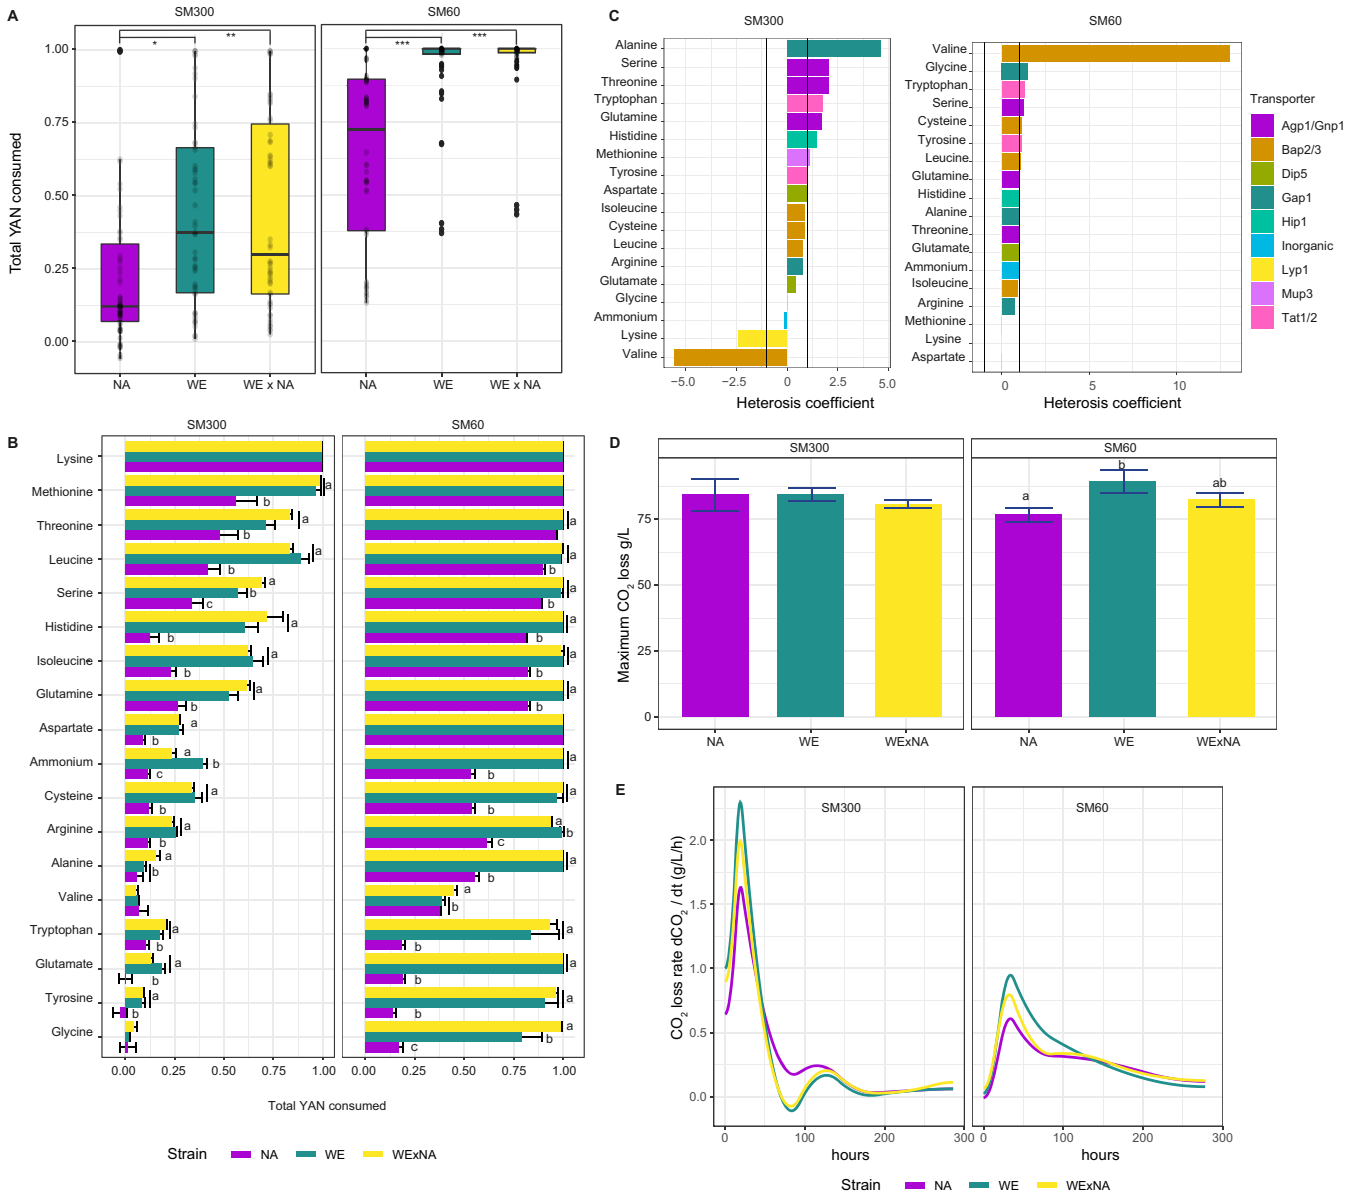 A
SM300
SM60
Total YAN consumed
1.00
0.75
0.50
0.25
0.00
*
**
***
***
NA
WE
WE x NA
NA
WE
WE x NA
B
SM300
SM60
Lysine
Methionine
Threonine
Leucine
Serine
Histidine
Isoleucine
Glutamine
Aspartate
Ammonium
Cysteine
Arginine
Alanine
Valine
Tryptophan
Glutamate
Tyrosine
Glycine
a
b
a
b
a
b
a
b
c
a
b
a
b
a
b
a
b
a
b
c
a
b
a
b
a
b
a
b
a
b
a
b
a
a
b
a
b
a
b
a
b
a
b
a
b
a
b
a
b
c
a
b
a
b
a
b
a
b
a
b
a
b
c
0.00
0.25
0.50
0.75
1.00
0.00
0.25
0.50
0.75
1.00
Total YAN consumed
Strain
NA
WE
WExNA
C
SM300
SM60
Alanine
Serine
Threonine
Tryptophan
Glutamine
Histidine
Methionine
Tyrosine
Aspartate
Isoleucine
Cysteine
Leucine
Arginine
Glutamate
Glycine
Ammonium
Lysine
Valine
−5.0
−2.5
0
2.5
5.0
Heterosis coefficient
Valine
Glycine
Tryptophan
Serine
Cysteine
Tyrosine
Leucine
Glutamine
Histidine
Alanine
Threonine
Glutamate
Ammonium
Isoleucine
Arginine
Methionine
Lysine
Aspartate
0
5
10
Heterosis coefficient
Transporter
Agp1/Gnp1
Bap2/3
Dip5
Gap1
Hip1
Inorganic
Lyp1
Mup3
Tat1/2
D
SM300
SM60
Maximum CO2 loss g/L
75
50
25
0
a
b
ab
NA
WE
WExNA
NA
WE
WExNA
E
SM300
SM60
CO2 loss rate dCO2 / dt (g/L/h)
2.0
1.5
1.0
0.5
0.0
0
100
200
300
0
100
200
300
hours
hours
Strain
NA
WE
WExNA